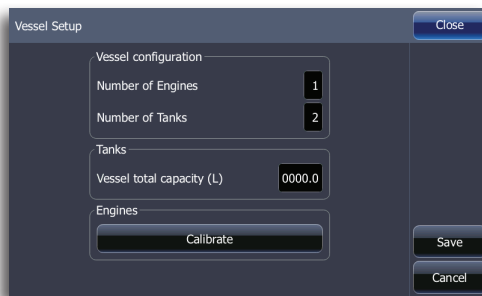 Vessel Setup
Close
Vessel configuration
Number of Engines 1
Number of Tanks 2
Tanks
Vessel total capacity (L) 0000.0
Engines
Calibrate
Save
Cancel